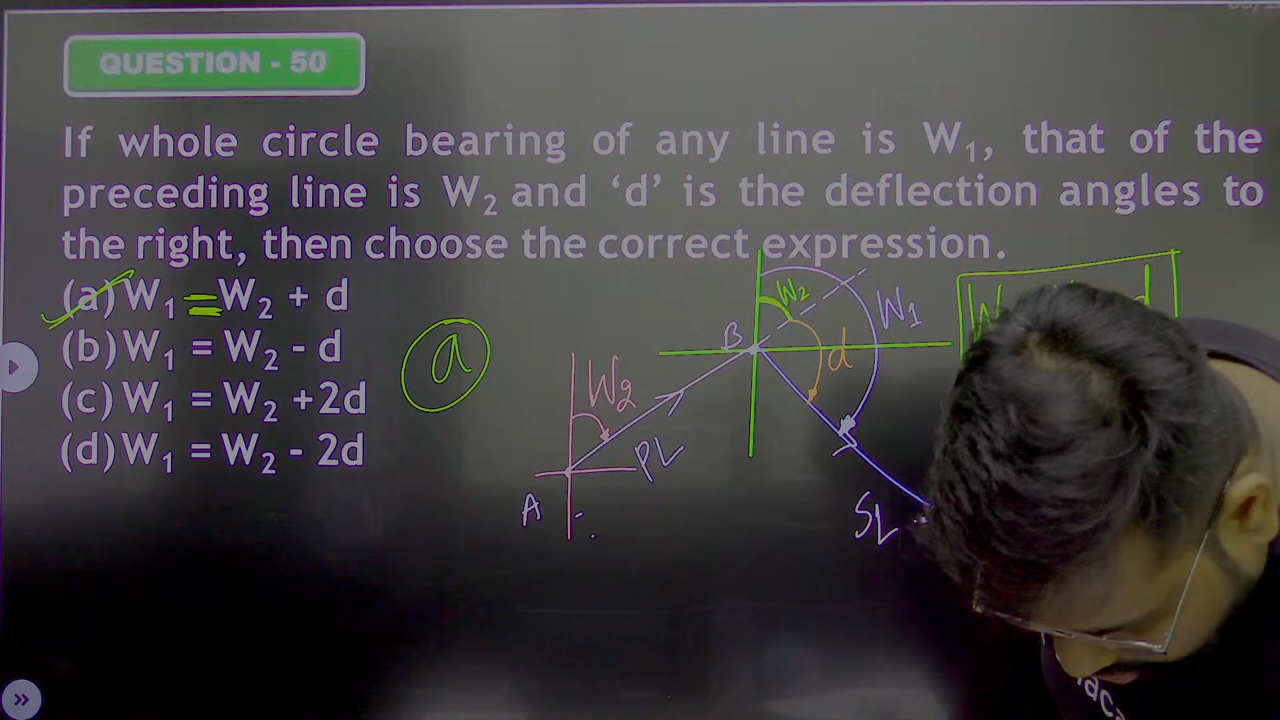 QUESTION - 50
If whole circle bearing of any line is W₁, that of the
preceding line is W₂ and ‘d’ is the deflection angles to
the right, then choose the correct expression.
(a) W₁ = W₂ + d
(b) W₁ = W₂ - d
(c) W₁ = W₂ +2d
(d) W₁ = W₂ - 2d
a
W₂
W₁
B
d
W₂
PL
A
SL
W
d